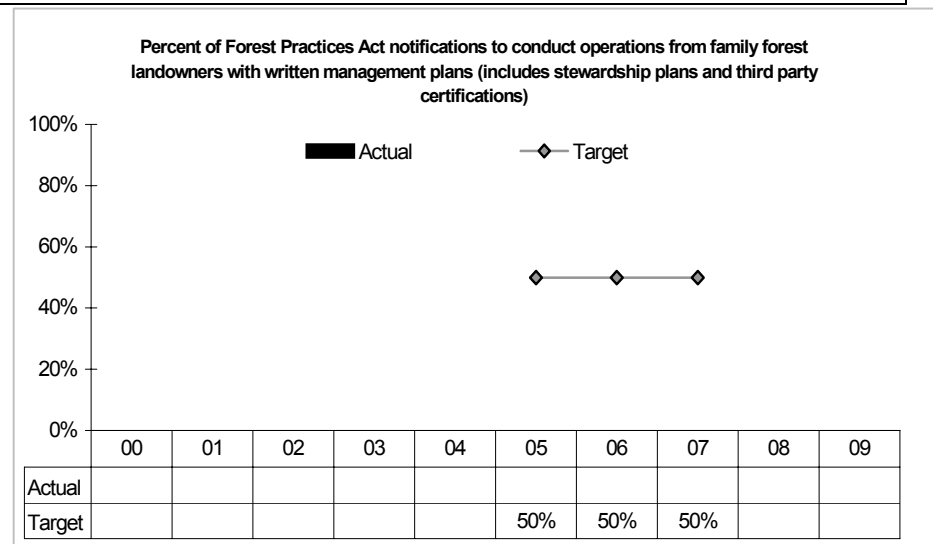 Percent of Forest Practices Act notifications to conduct operations from family forest
landowners with written management plans (includes stewardship plans and third party
certifications)
100%
Actual Target
80%
60%
40%
20%
0%
00 01 02 03 04 05 06 07 08 09
Actual
Target 50% 50% 50%